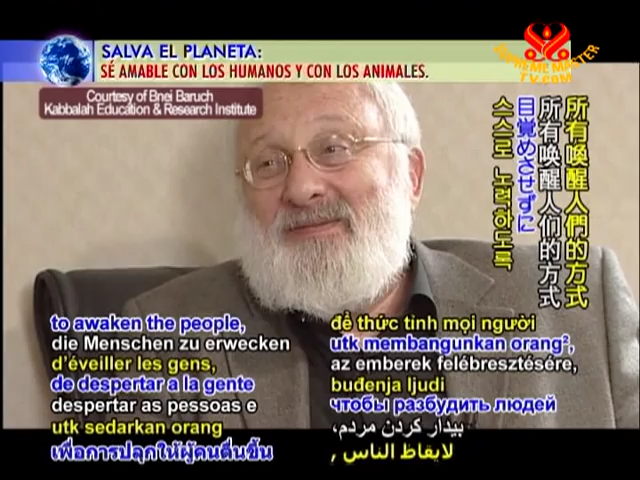 SALVA EL PLANETA:
SÉ AMABLE CON LOS HUMANOS Y CON LOS ANIMALES.
SUPREME MASTER
TV.COM
Courtesy of Bnei Baruch
Kabbalah Education & Research Institute
所有喚醒人們的方式
所有唤醒人们的方式
目覚めさせずに
스스로 노력하도록
to awaken the people,
die Menschen zu erwecken
d'éveiller les gens,
de despertar a la gente
despertar as pessoas e
utk sedarkan orang
เพื่อการปลุกให้ผู้คนตื่นขึ้น
để thức tỉnh mọi người
utk membangunkan orang²,
az emberek felébresztésére,
buđenja ljudi
чтобы разбудить людей
بیدار کردن مردم،
لايقاظ الناس ,